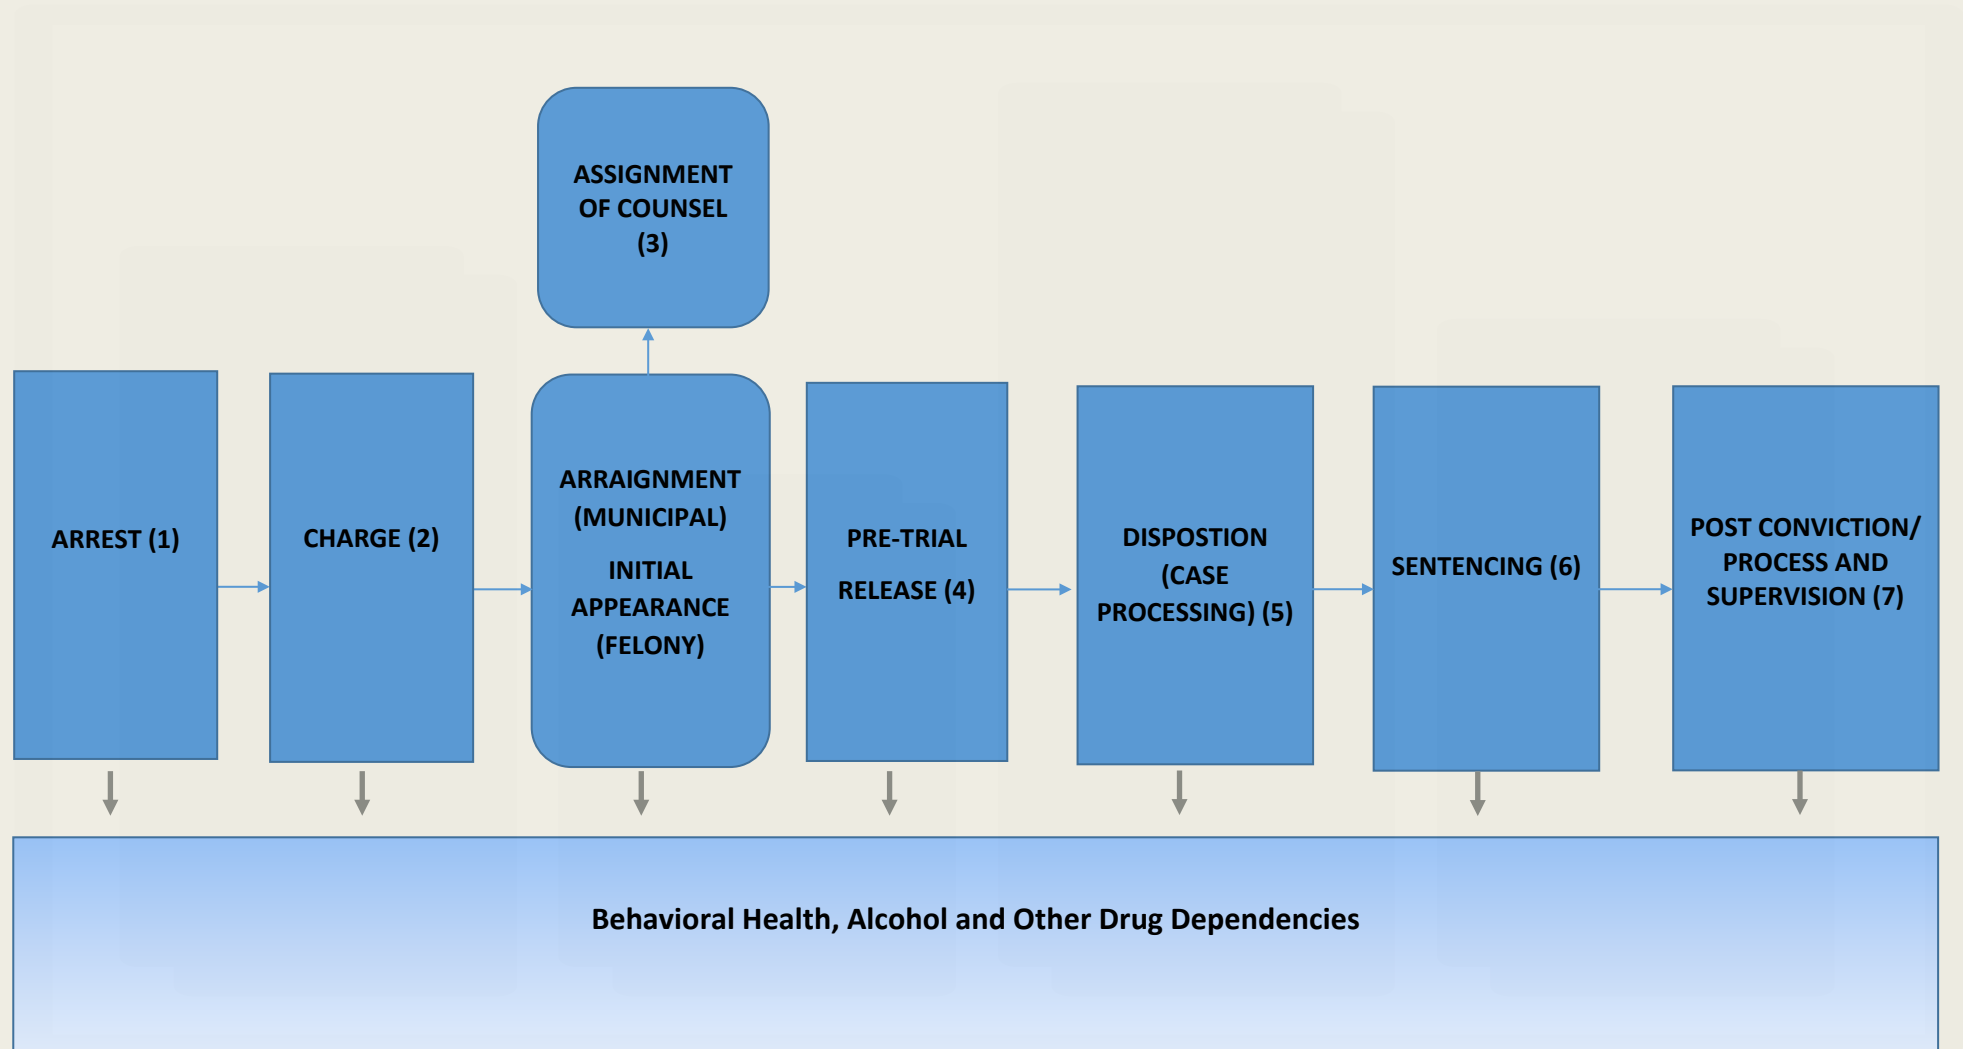 ASSIGNMENT
OF COUNSEL
(3)
ARREST (1)
CHARGE (2)
ARRAIGNMENT
(MUNICIPAL)
INITIAL
APPEARANCE
(FELONY)
PRE-TRIAL
RELEASE (4)
DISPOSTION
(CASE
PROCESSING) (5)
SENTENCING (6)
POST CONVICTION/
PROCESS AND
SUPERVISION (7)
Behavioral Health, Alcohol and Other Drug Dependencies